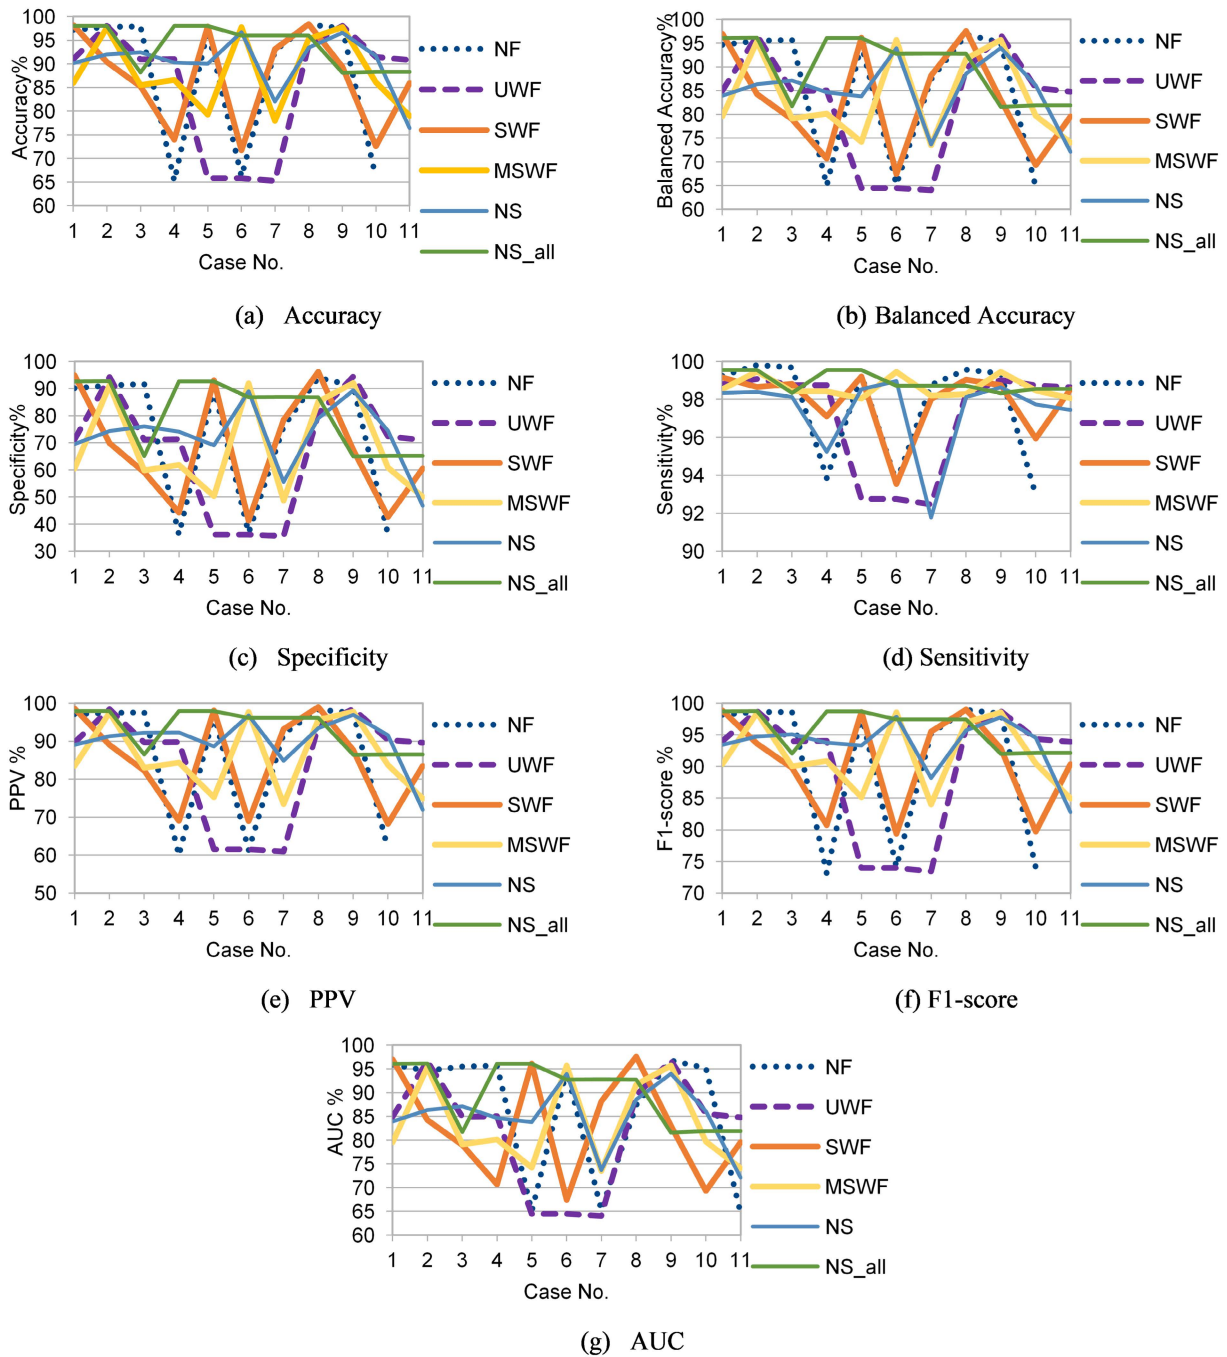 Accuracy%
100
95
90
85
80
75
70
65
60
1 2 3 4 5 6 7 8 9 10 11
Case No.
NF
UWF
SWF
MSWF
NS
NS_all
(a) Accuracy
Balanced Accuracy%
100
95
90
85
80
75
70
65
60
1 2 3 4 5 6 7 8 9 10 11
Case No.
NF
UWF
SWF
MSWF
NS
NS_all
(b) Balanced Accuracy
Specificity%
100
90
80
70
60
50
40
30
1 2 3 4 5 6 7 8 9 10 11
Case No.
NF
UWF
SWF
MSWF
NS
NS_all
(c) Specificity
Sensitivity%
100
98
96
94
92
90
1 2 3 4 5 6 7 8 9 10 11
Case No.
NF
UWF
SWF
MSWF
NS
NS_all
(d) Sensitivity
PPV %
100
90
80
70
60
50
1 2 3 4 5 6 7 8 9 10 11
Case No.
NF
UWF
SWF
MSWF
NS
NS_all
(e) PPV
F1-score %
100
95
90
85
80
75
70
1 2 3 4 5 6 7 8 9 10 11
Case No.
NF
UWF
SWF
MSWF
NS
NS_all
(f) F1-score
AUC %
100
95
90
85
80
75
70
65
60
1 2 3 4 5 6 7 8 9 10 11
Case No.
NF
UWF
SWF
MSWF
NS
NS_all
(g) AUC